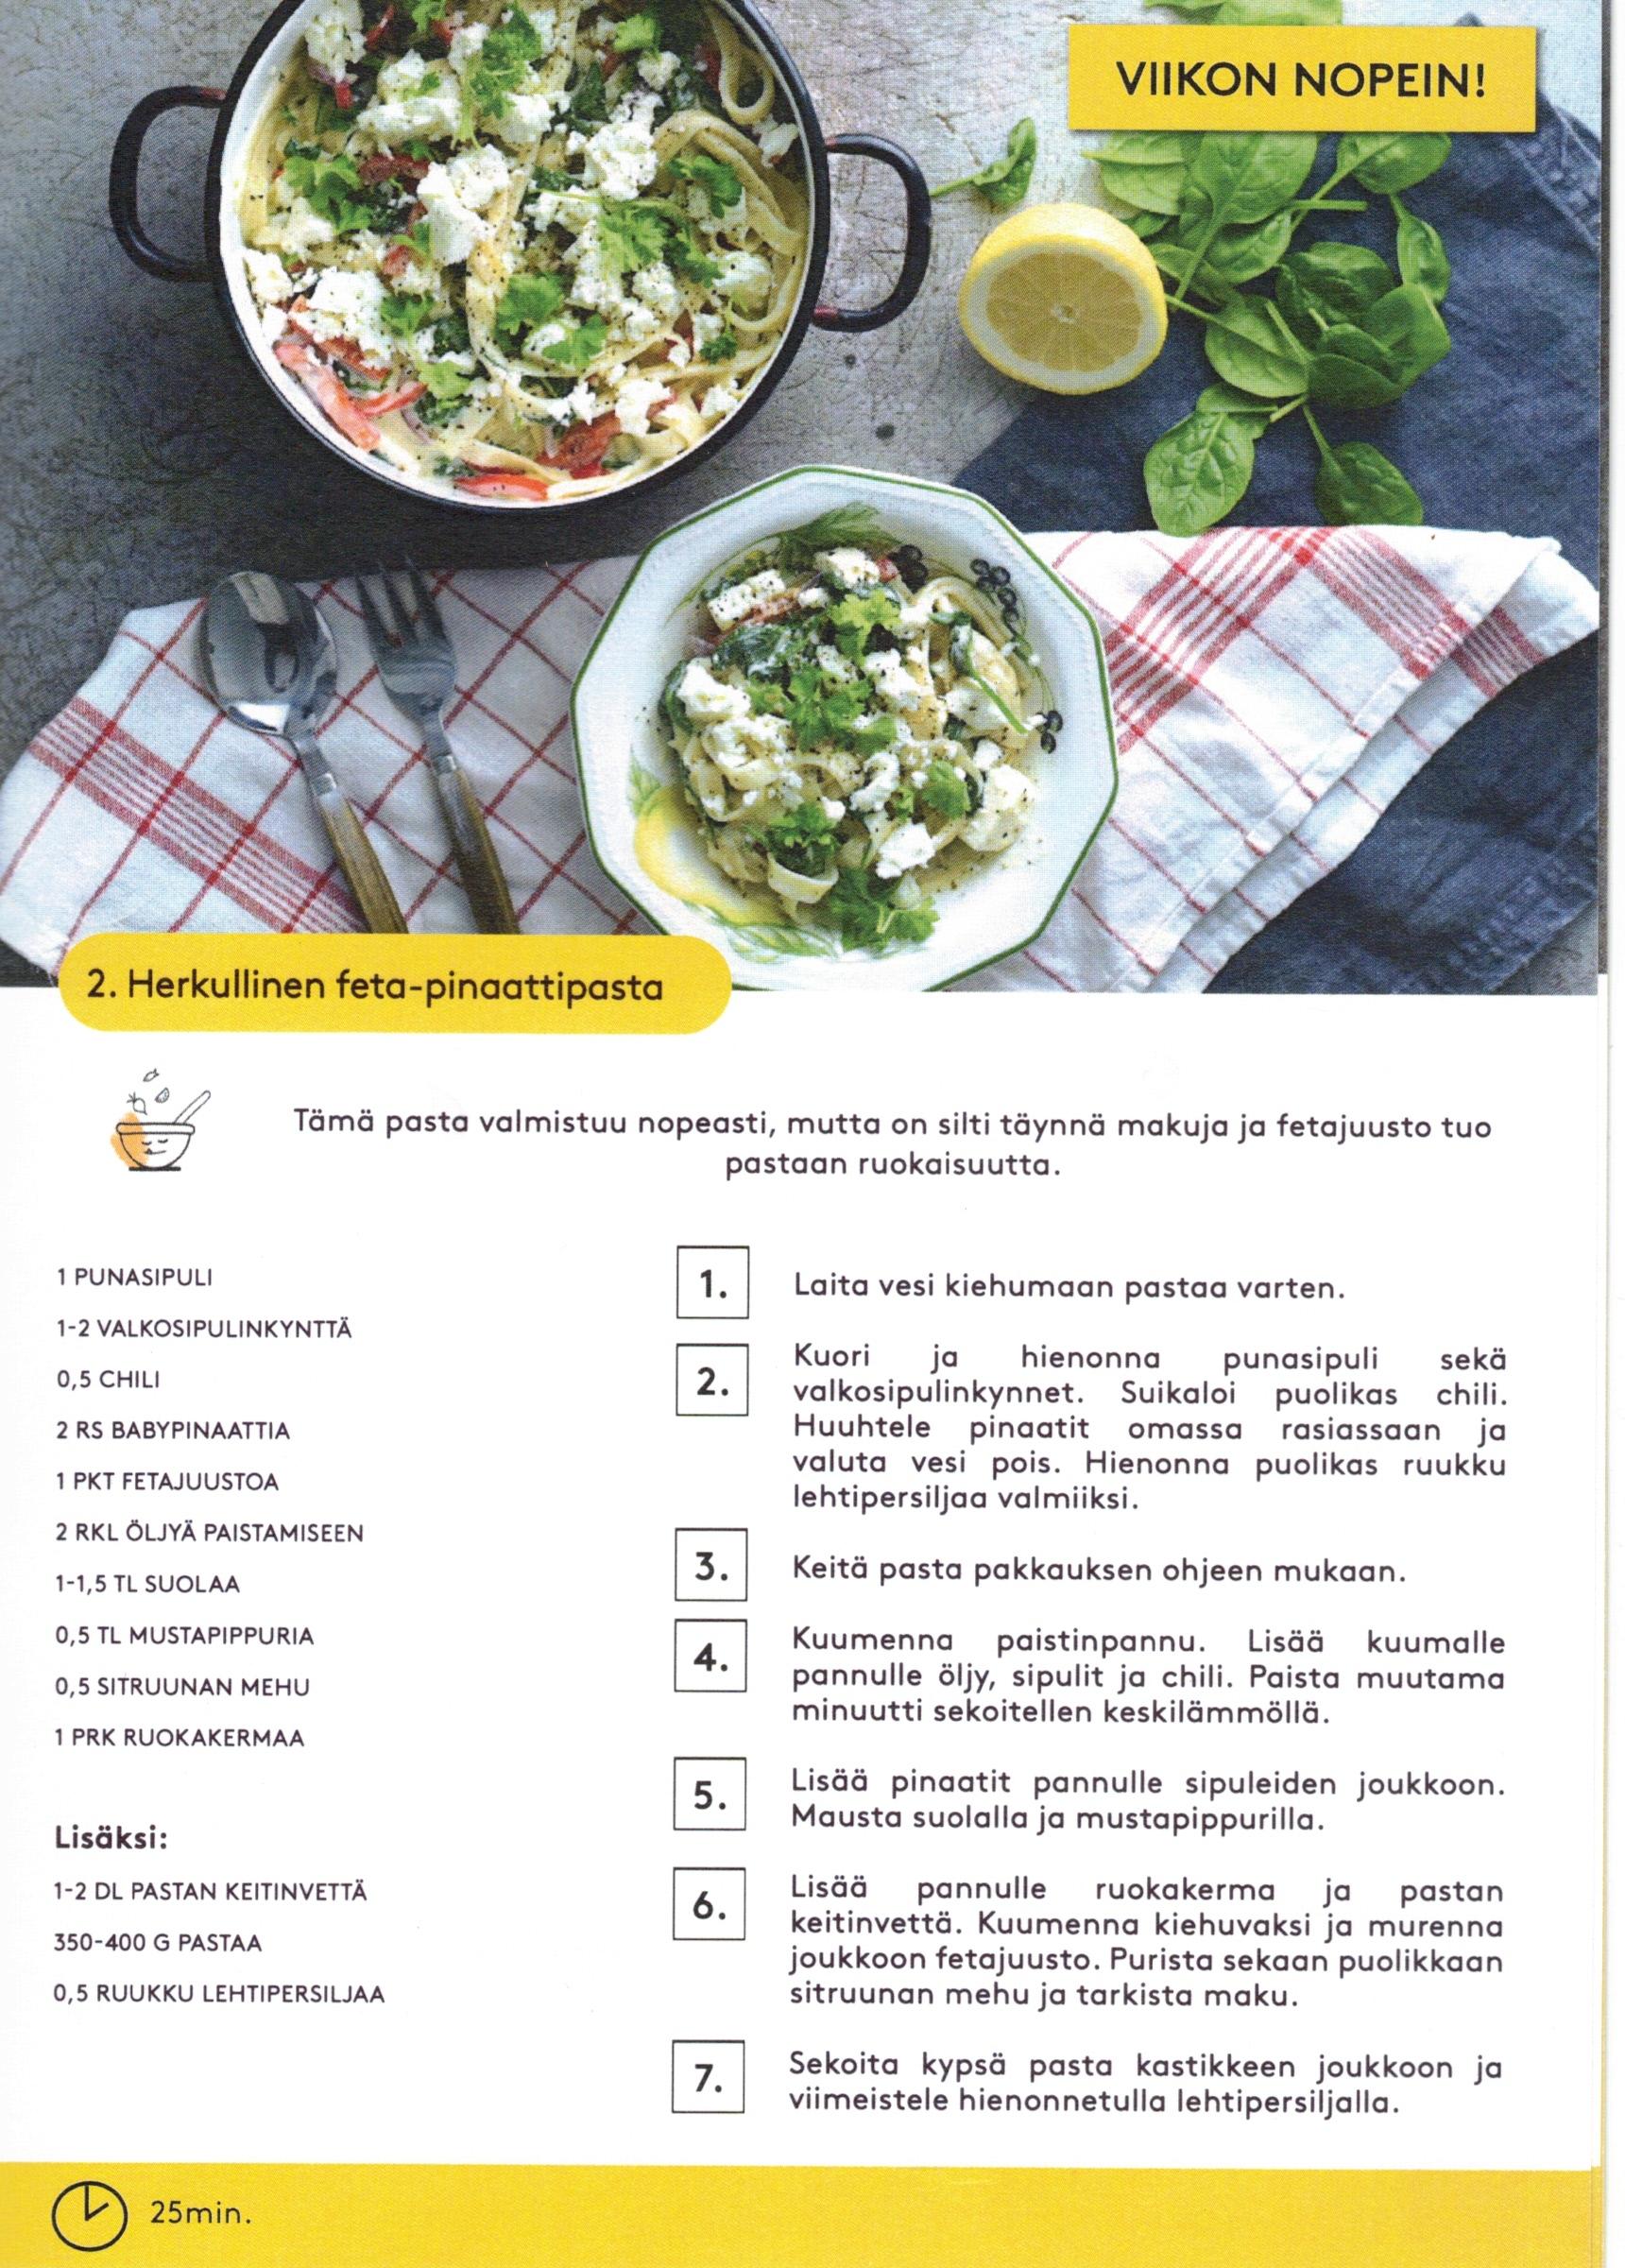 VIIKON NOPEIN!
2. Herkullinen feta-pinaattipasta
Tämä pasta valmistuu nopeasti, mutta on silti täynnä makuja ja fetajuusto tuo
pastaan ruokaisuutta.
1 PUNASIPULI
1-2 VALKOSIPULINKYNTTÄ
0,5 CHILI
2 RS BABYPINAATTIA
1 PKT FETAJUUSTOA
2 RKL ÖLJYÄ PAISTAMISEEN
1-1,5 TL SUOLAA
0,5 TL MUSTAPIPPURIA
0,5 SITRUUNAN MEHU
1 PRK RUOKAKERMAA
Lisäksi:
1-2 DL PASTAN KEITINVETTÄ
350-400 G PASTAA
0,5 RUUKKU LEHTIPERSILJAA
1. Laita vesi kiehumaan pastaa varten.
2. Kuori ja hienonna punasipuli sekä
valkosipulinkynnet. Suikaloi puolikas chili.
Huuhtele pinaatit omassa rasiassaan ja
valuta vesi pois. Hienonna puolikas ruukku
lehtipersiljaa valmiiksi.
3. Keitä pasta pakkauksen ohjeen mukaan.
4. Kuumenna paistinpannu. Lisää kuumalle
pannulle öljy, sipulit ja chili. Paista muutama
minuutti sekoitellen keskilämmöllä.
5. Lisää pinaatit pannulle sipuleiden joukkoon.
Mausta suolalla ja mustapippurilla.
6. Lisää pannulle ruokakerma ja pastan
keitinvettä. Kuumenna kiehuvaksi ja murenna
joukkoon fetajuusto. Purista sekaan puolikkaan
sitruunan mehu ja tarkista maku.
7. Sekoita kypsä pasta kastikkeen joukkoon ja
viimeistele hienonnetulla lehtipersiljalla.
25min.